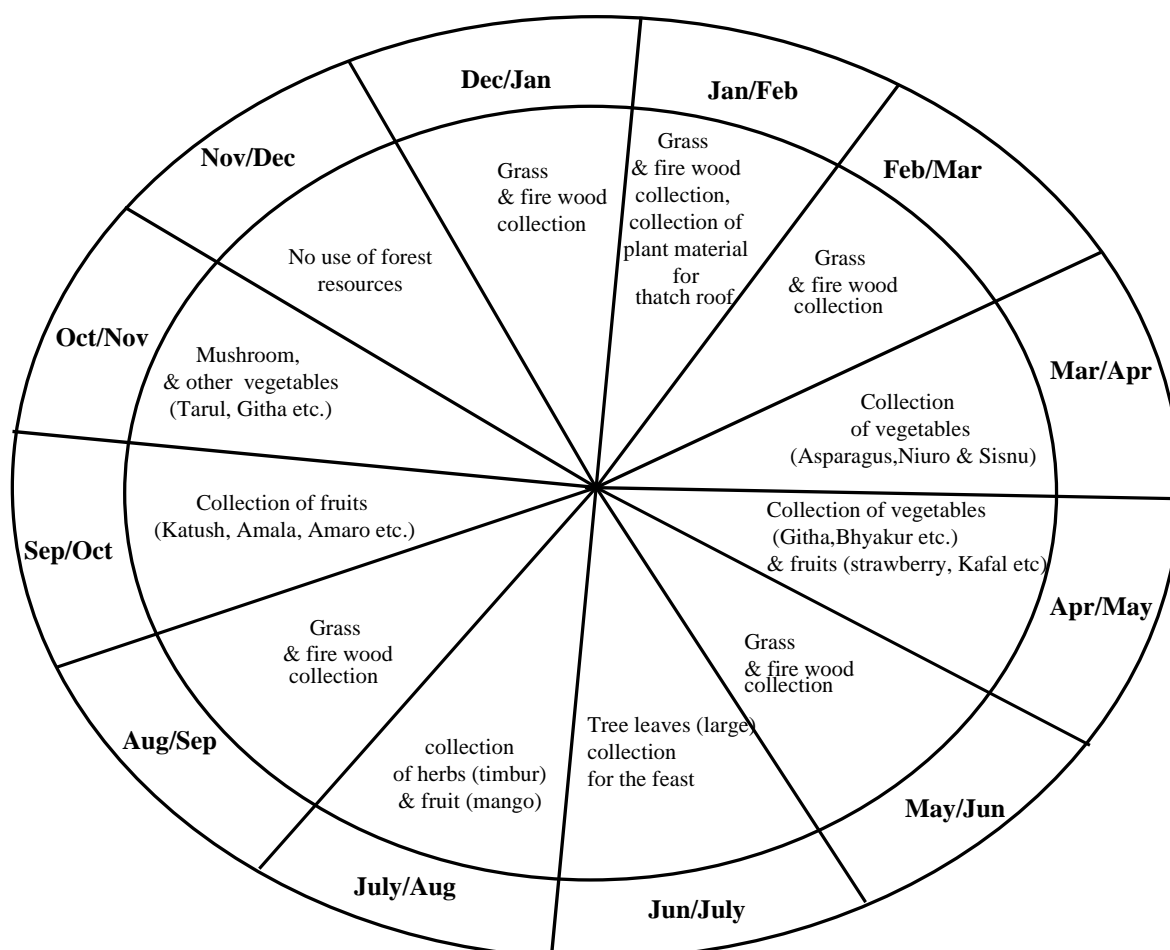 Dec/Jan
Grass
& fire wood
collection
Jan/Feb
Grass
& fire wood
collection,
collection of
plant material
for
thatch roof
Feb/Mar
Grass
& fire wood
collection
Mar/Apr
Collection
of vegetables
(Asparagus,Niuro & Sisnu)
Apr/May
Collection of vegetables
(Githa,Bhyakur etc.)
& fruits (strawberry, Kafal etc)
May/Jun
Grass
& fire wood
collection
Jun/July
Tree leaves (large)
collection
for the feast
July/Aug
collection
of herbs (timbur)
& fruit (mango)
Aug/Sep
Grass
& fire wood
collection
Sep/Oct
Collection of fruits
(Katush, Amala, Amaro etc.)
Oct/Nov
Mushroom,
& other vegetables
(Tarul, Githa etc.)
Nov/Dec
No use of forest
resources